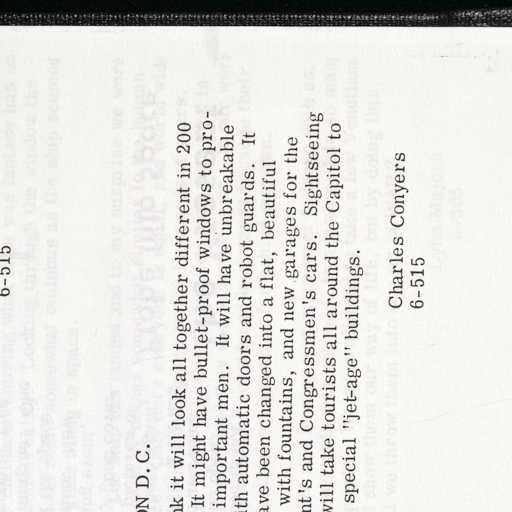 6-515
ON D. C.
nk it will look all together different in 200
It might have bullet-proof windows to pro-
important men. It will have unbreakable
th automatic doors and robot guards. It
ave been changed into a flat, beautiful
with fountains, and new garages for the
nt's and Congressmen's cars. Sightseeing
will take tourists all around the Capitol to
special "jet-age" buildings.
Charles Conyers
6-515